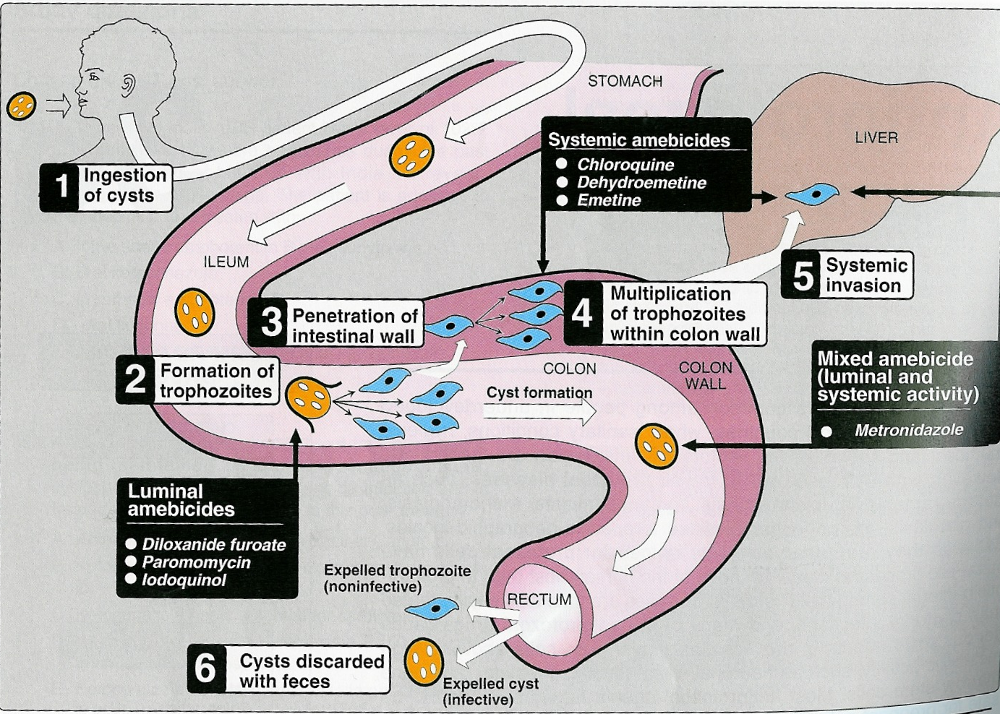 STOMACH
LIVER
Systemic amebicides
Chloroquine
Dehydroemetine
Emetine
1
Ingestion
of cysts
ILEUM
5
Systemic
invasion
3
Penetration of
intestinal wall
4
Multiplication
of trophozoites
within colon wall
2
Formation of
trophozoites
COLON
COLON
WALL
Cyst formation
Mixed amebicide
(luminal and
systemic activity)
Metronidazole
Luminal
amebicides
Diloxanide furoate
Paromomycin
Iodoquinol
Expelled trophozoite
(noninfective)
RECTUM
6
Cysts discarded
with feces
Expelled cyst
(infective)